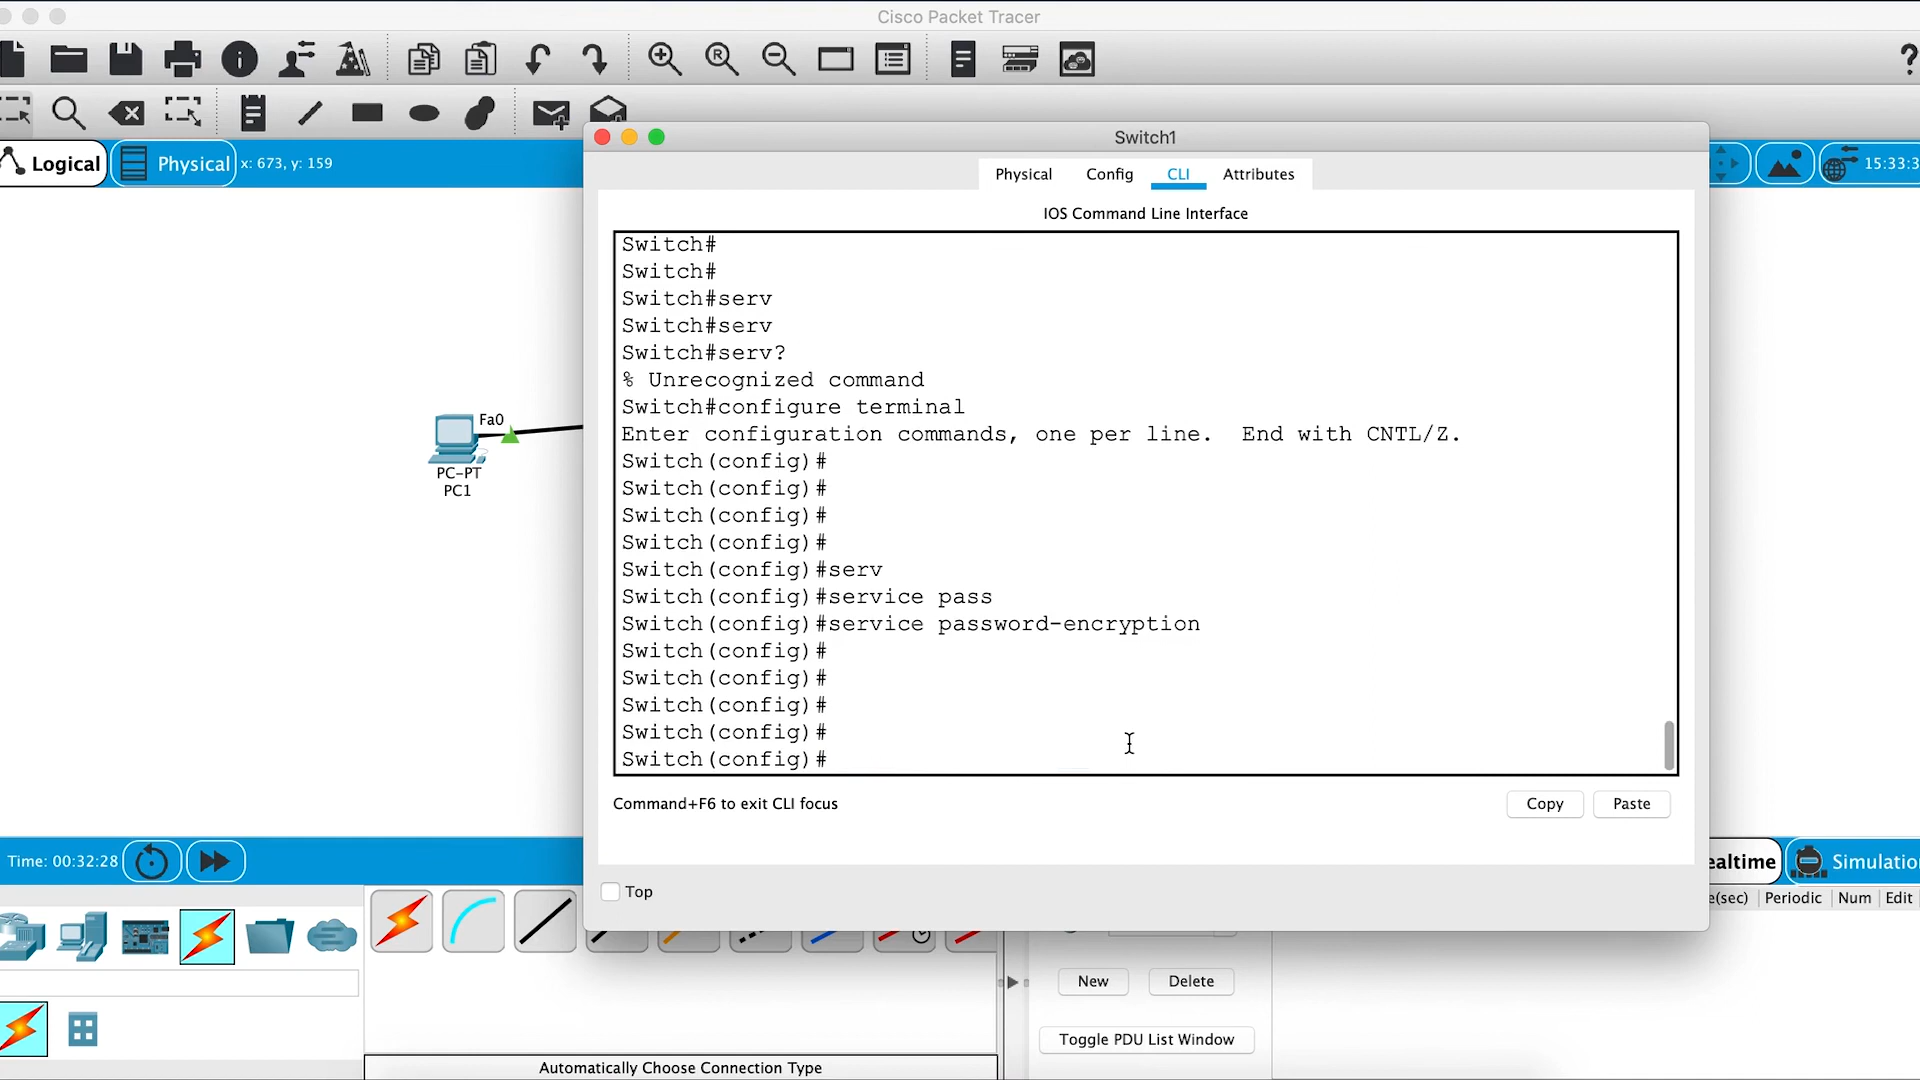 Cisco Packet Tracer
Logical
Physical
x: 673, y: 159
15:33:3
Switch1
Physical
Config
CLI
Attributes
IOS Command Line Interface
Switch#
Switch#
Switch#serv
Switch#serv
Switch#serv?
% Unrecognized command
Switch#configure terminal
Enter configuration commands, one per line.  End with CNTL/Z.
Switch(config)#
Switch(config)#
Switch(config)#
Switch(config)#
Switch(config)#serv
Switch(config)#service pass
Switch(config)#service password-encryption
Switch(config)#
Switch(config)#
Switch(config)#
Switch(config)#
Switch(config)#
Fa0
PC-PT
PC1
Command+F6 to exit CLI focus
Copy
Paste
Top
Time: 00:32:28
ealtime
Simulatio
e(sec)
Periodic
Num
Edit
New
Delete
Toggle PDU List Window
Automatically Choose Connection Type